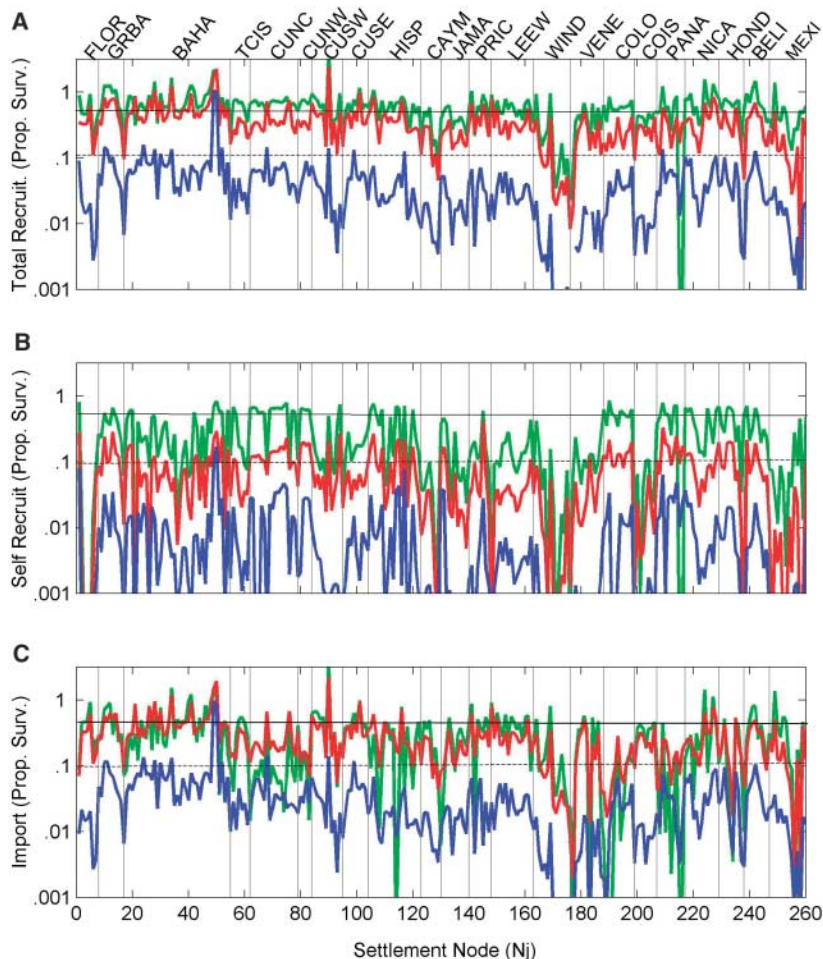 A
FLOR GRBA BAHA TCIS CUNC CUNW CUSW CUSE HISP CAYM JAMA PRIC LEEW WIND VENE COLO COIS PANA NICA HOND BELI MEXI
Total Recruit. (Prop. Surv.)
1
.1
.01
.001
B
Self Recruit (Prop. Surv.)
1
.1
.01
.001
C
Import (Prop. Surv.)
1
.1
.01
.001
0 20 40 60 80 100 120 140 160 180 200 220 240 260
Settlement Node (Nj)